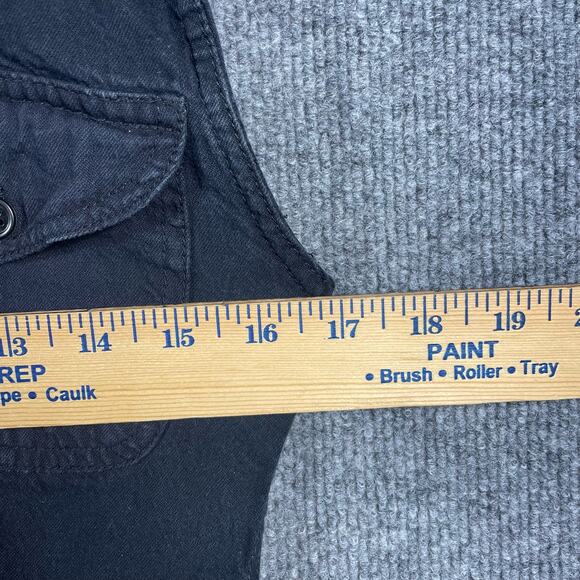 13 14 15 16 17 18 19
REP PAINT
pe • Caulk • Brush • Roller • Tray